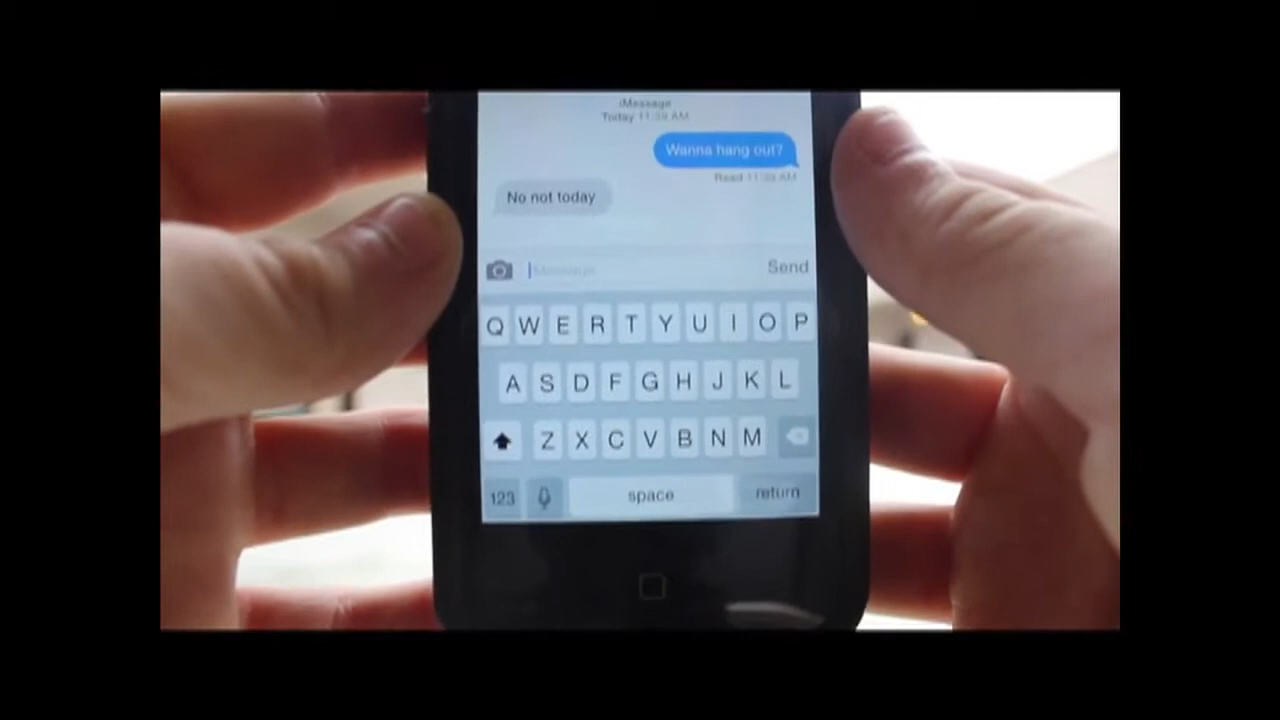 iMessage
Today 11:39 AM
Wanna hang out?
Read 11:39 AM
No not today
Message
Send
Q W E R T Y U I O P
A S D F G H J K L
Z X C V B N M
123 space return